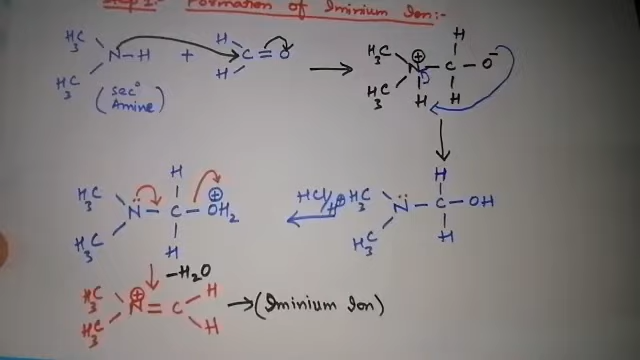 Step 1:- Formation of Iminium Ion:-
H₃C H₃C N–H + H H C=O → H₃C H₃C N⊕ H – C H H – O⁻
(sec° Amine)
H₃C H₃C N̈ – C H H – ⊕OH₂ HCl/H⊕ H₃C H₃C N̈ – C H H – OH
–H₂O
H₃C H₃C N⊕ = C H H → (Iminium Ion)